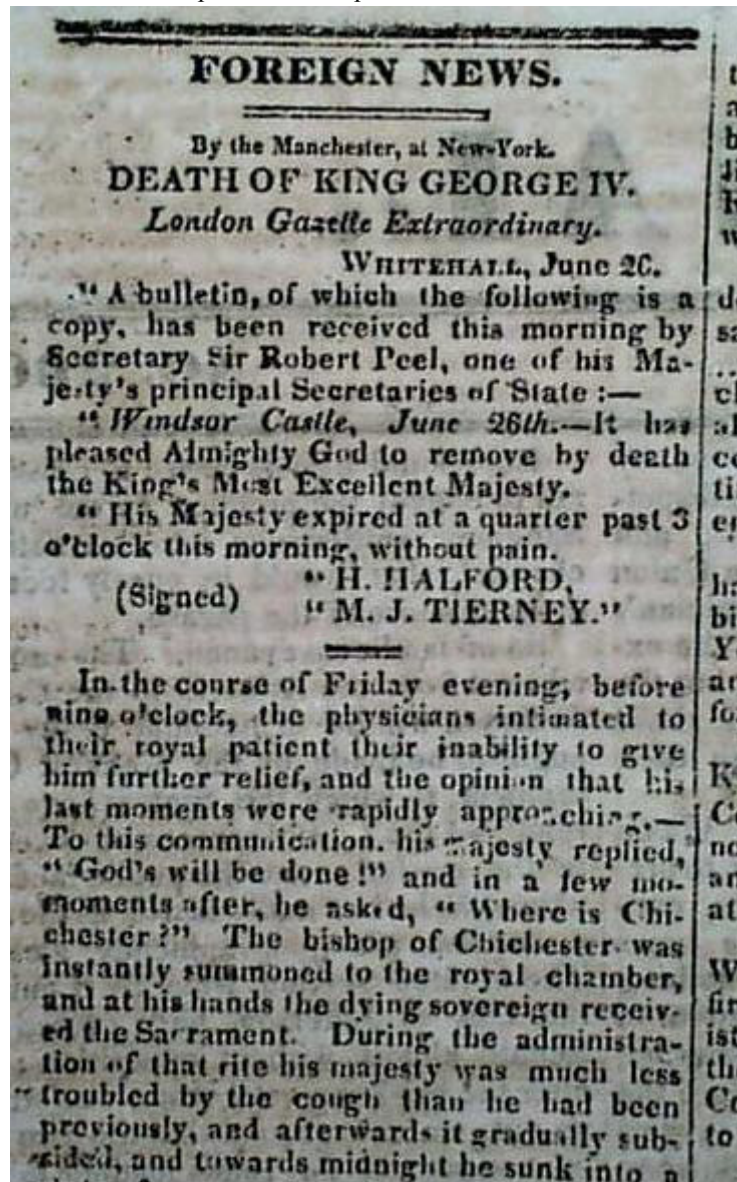 FOREIGN NEWS.
By the Manchester, at New-York.
DEATH OF KING GEORGE IV.
London Gazette Extraordinary.
WHITEHALL, June 26.
"A bulletin, of which the following is a
copy, has been received this morning by
Secretary Sir Robert Peel, one of his Ma-
jesty's principal Secretaries of State :—
"Windsor Castle, June 26th.—It has
pleased Almighty God to remove by death
the King's Most Excellent Majesty.
"His Majesty expired at a quarter past 3
o'clock this morning, without pain.
(Signed) "H. HALFORD,
"M. J. TIERNEY."
In the course of Friday evening, before
nine o'clock, the physicians intimated to
their royal patient their inability to give
him further relief, and the opinion that his
last moments were rapidly approaching.—
To this communication. his majesty replied,
"God's will be done!" and in a few mo-
moments after, he asked, "Where is Chi-
chester?" The bishop of Chichester was
instantly summoned to the royal chamber,
and at his hands the dying sovereign receiv-
ed the Sacrament. During the administra-
tion of that rite his majesty was much less
troubled by the cough than he had been
previously, and afterwards it gradually sub-
sided, and towards midnight he sunk into a